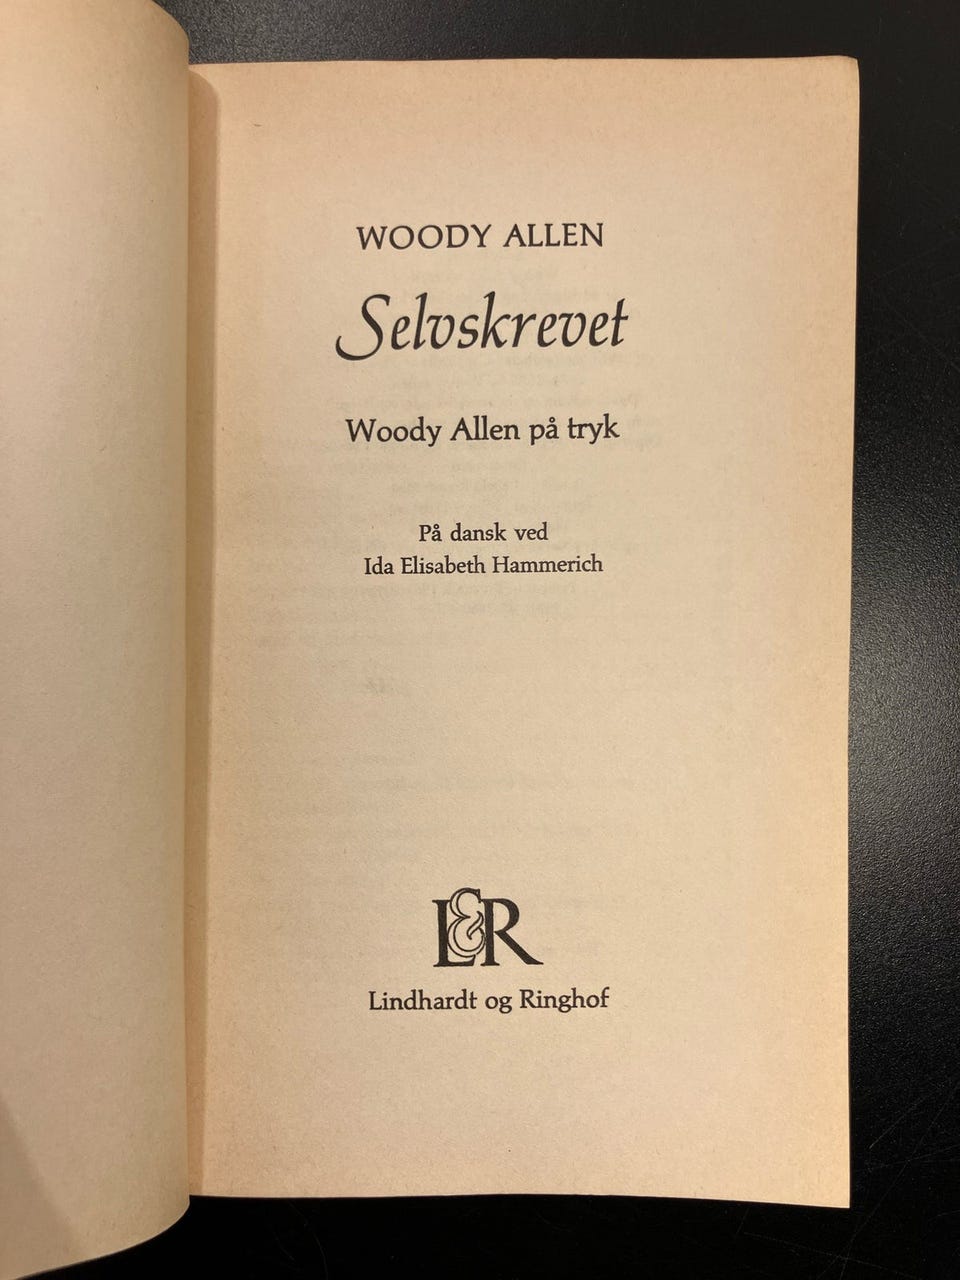 WOODY ALLEN
Selvskrevet
Woody Allen på tryk
På dansk ved
Ida Elisabeth Hammerich
L&R
Lindhardt og Ringhof